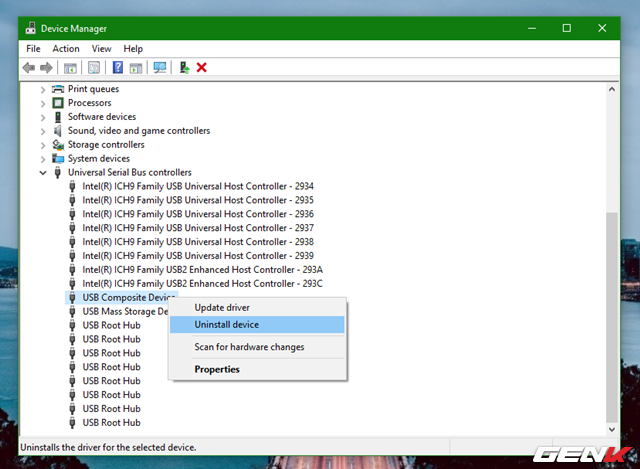 Device Manager
File Action View Help
Print queues
Processors
Software devices
Sound, video and game controllers
Storage controllers
System devices
Universal Serial Bus controllers
Intel(R) ICH9 Family USB Universal Host Controller - 2934
Intel(R) ICH9 Family USB Universal Host Controller - 2935
Intel(R) ICH9 Family USB Universal Host Controller - 2936
Intel(R) ICH9 Family USB Universal Host Controller - 2937
Intel(R) ICH9 Family USB Universal Host Controller - 2938
Intel(R) ICH9 Family USB Universal Host Controller - 2939
Intel(R) ICH9 Family USB2 Enhanced Host Controller - 293A
Intel(R) ICH9 Family USB2 Enhanced Host Controller - 293C
USB Composite Device
USB Mass Storage De
USB Root Hub
USB Root Hub
USB Root Hub
USB Root Hub
USB Root Hub
USB Root Hub
USB Root Hub
USB Root Hub
Update driver
Uninstall device
Scan for hardware changes
Properties
Uninstalls the driver for the selected device.
GENK